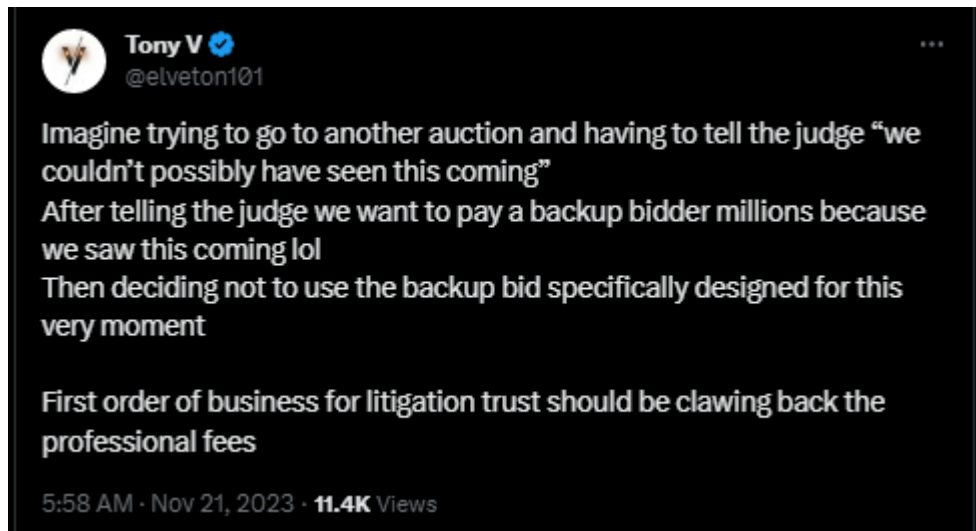 Tony V
@elveton101
Imagine trying to go to another auction and having to tell the judge “we
couldn’t possibly have seen this coming”
After telling the judge we want to pay a backup bidder millions because
we saw this coming lol
Then deciding not to use the backup bid specifically designed for this
very moment
First order of business for litigation trust should be clawing back the
professional fees
5:58 AM · Nov 21, 2023 · 11.4K Views